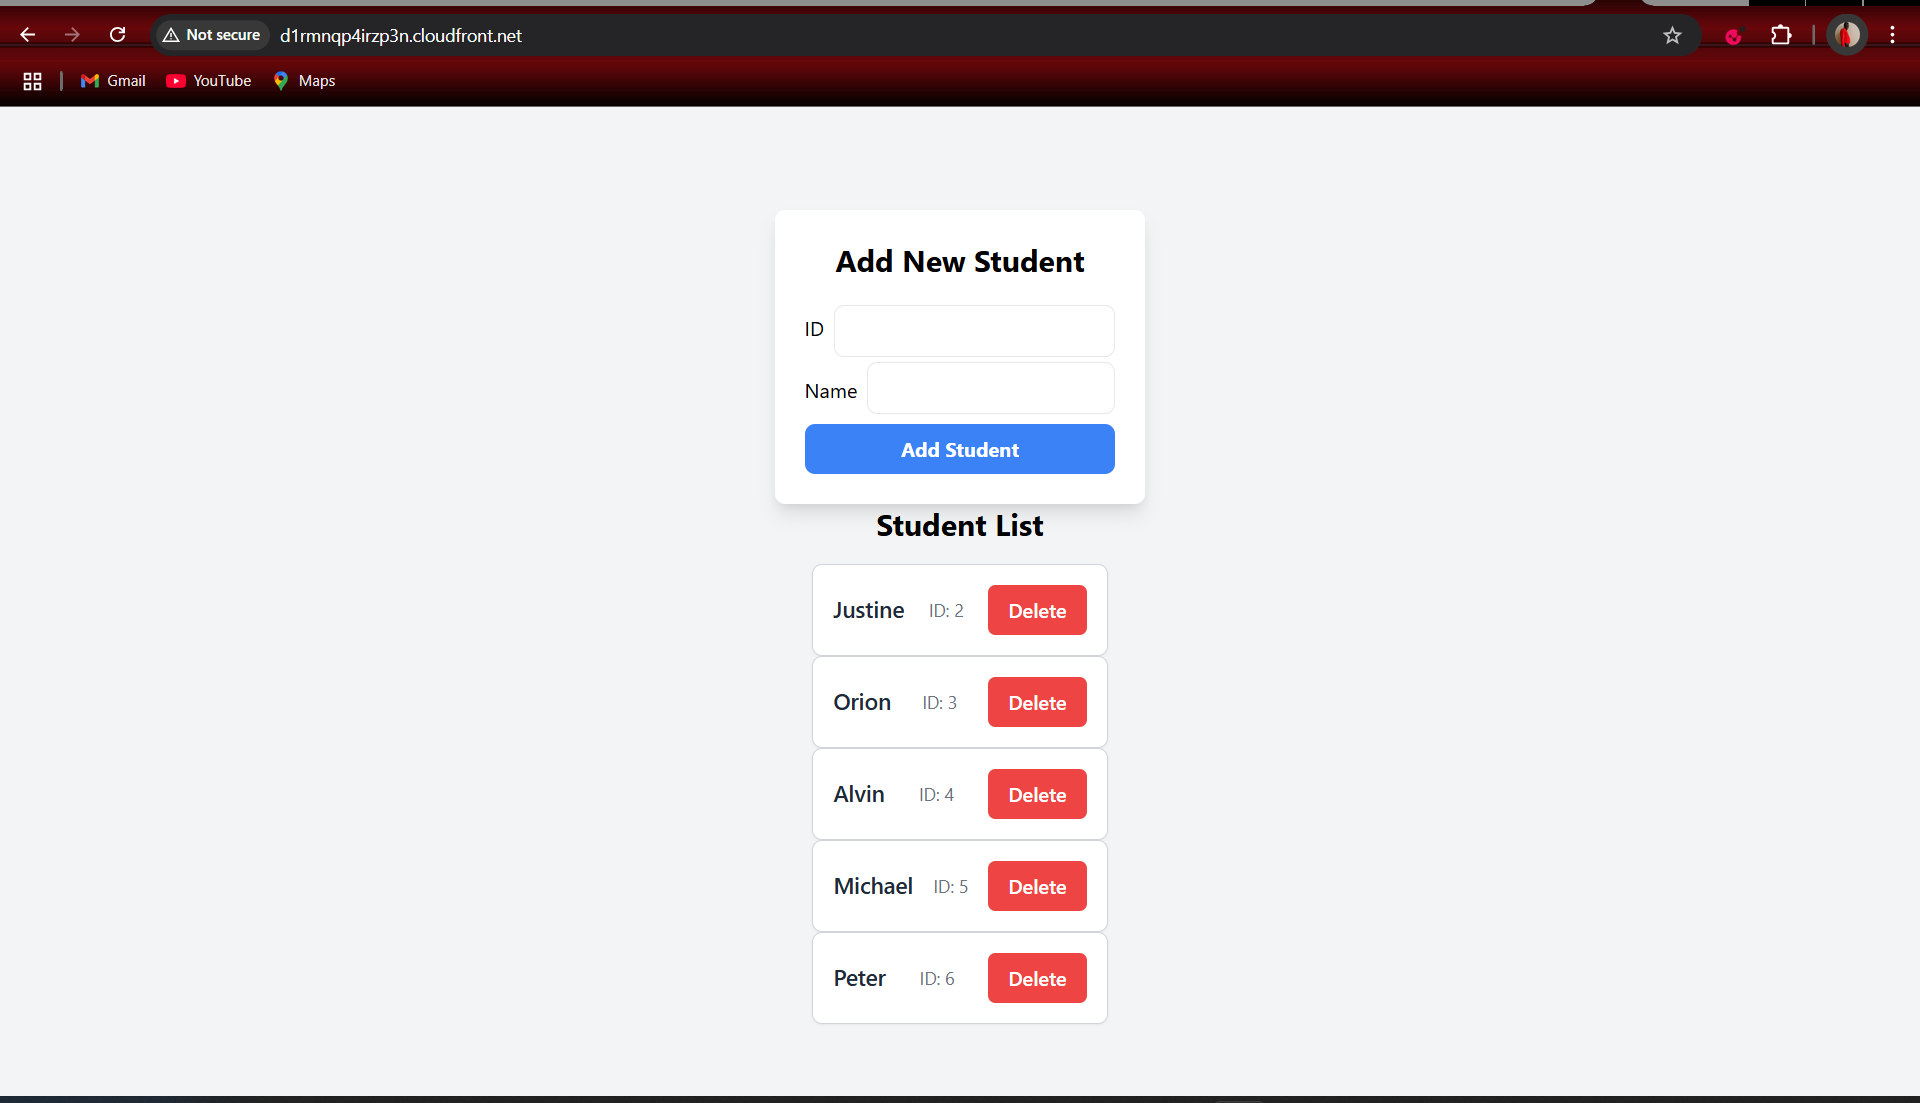 Not secure d1rmnqp4irzp3n.cloudfront.net
Gmail YouTube Maps
Add New Student
ID
Name
Add Student
Student List
Justine ID: 2 Delete
Orion ID: 3 Delete
Alvin ID: 4 Delete
Michael ID: 5 Delete
Peter ID: 6 Delete